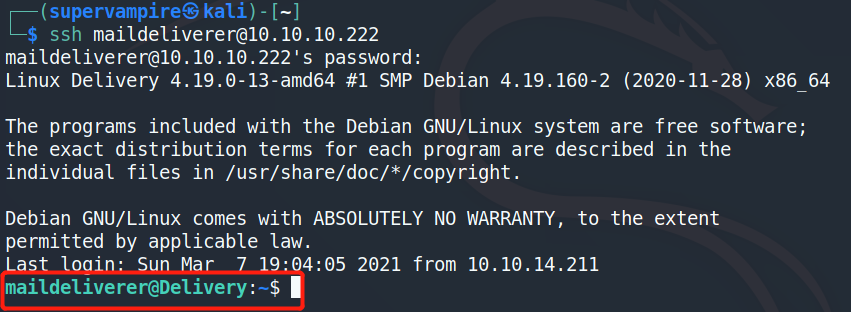 (supervampire㉿kali)-[~]
$ ssh maildeliverer@10.10.10.222
maildeliverer@10.10.10.222's password:
Linux Delivery 4.19.0-13-amd64 #1 SMP Debian 4.19.160-2 (2020-11-28) x86_64

The programs included with the Debian GNU/Linux system are free software;
the exact distribution terms for each program are described in the
individual files in /usr/share/doc/*/copyright.

Debian GNU/Linux comes with ABSOLUTELY NO WARRANTY, to the extent
permitted by applicable law.
Last login: Sun Mar  7 19:04:05 2021 from 10.10.14.211
maildeliverer@Delivery:~$